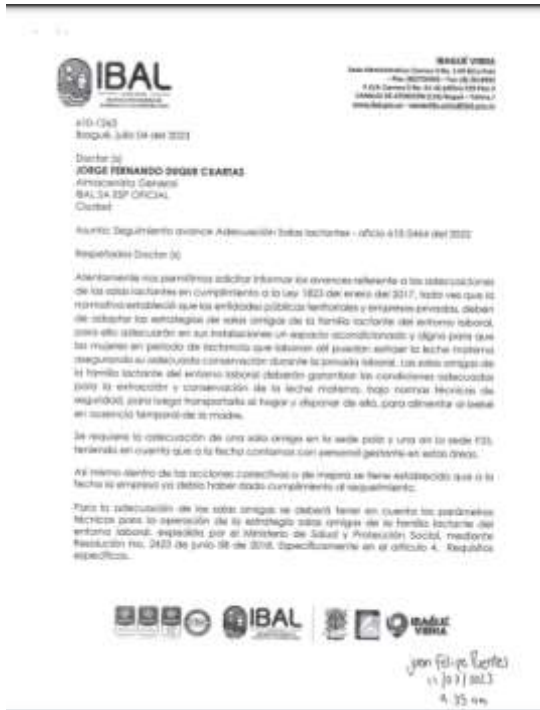 IBAL
IBAGUÉ VIBRA
610-1263
Ibagué, julio 04 del 2023
Doctor (a)
JORGE FERNANDO DUQUE CUARTAS
Almacenista General
IBAL SA ESP OFICIAL
Ciudad
Asunto: Seguimiento avance Adecuación Salas lactantes - oficio 610-0464 del 2022
Respetados Doctor (a)
Atentamente nos permitimos solicitar informar los avances referente a las adecuaciones
de las salas lactantes en cumplimiento a la Ley 1823 del enero del 2017, toda vez que la
normativa estableció que las entidades públicas territoriales y empresas privadas, deben
de adoptar las estrategias de salas amigas de la familia lactante del entorno laboral,
para ello adecuarán en sus instalaciones un espacio acondicionado y digno para que
las mujeres en periodo de lactancia que laboran allí puedan extraer la leche materna
asegurando su adecuada conservación durante la jornada laboral. Las salas amigas de
la familia lactante del entorno laboral deberán garantizar las condiciones adecuadas
para la extracción y conservación de la leche materna, bajo normas técnicas de
seguridad, para luego transportarla al hogar y disponer de ella, para alimentar al bebé
en ausencia temporal de la madre.
Se requiere la adecuación de una sala amiga en la sede pola y una en la sede F25,
teniendo en cuenta que a la fecha contamos con personal gestante en estas áreas.
Así mismo dentro de las acciones correctivas o de mejora se tiene establecido que a la
fecha la empresa ya debía haber dado cumplimiento al requerimiento.
Para la adecuación de las salas amigas se deberá tener en cuenta los parámetros
técnicos para la operación de la estrategia salas amigas de la familia lactante del
entorno laboral, expedida por el Ministerio de Salud y Protección Social, mediante
Resolución no. 2423 de junio 08 de 2018. Específicamente en el artículo 4. Requisitos
específicos.
IBAL
IBAGUÉ VIBRA
Juan Felipe Fuentes
11/07/2023
9:35 am